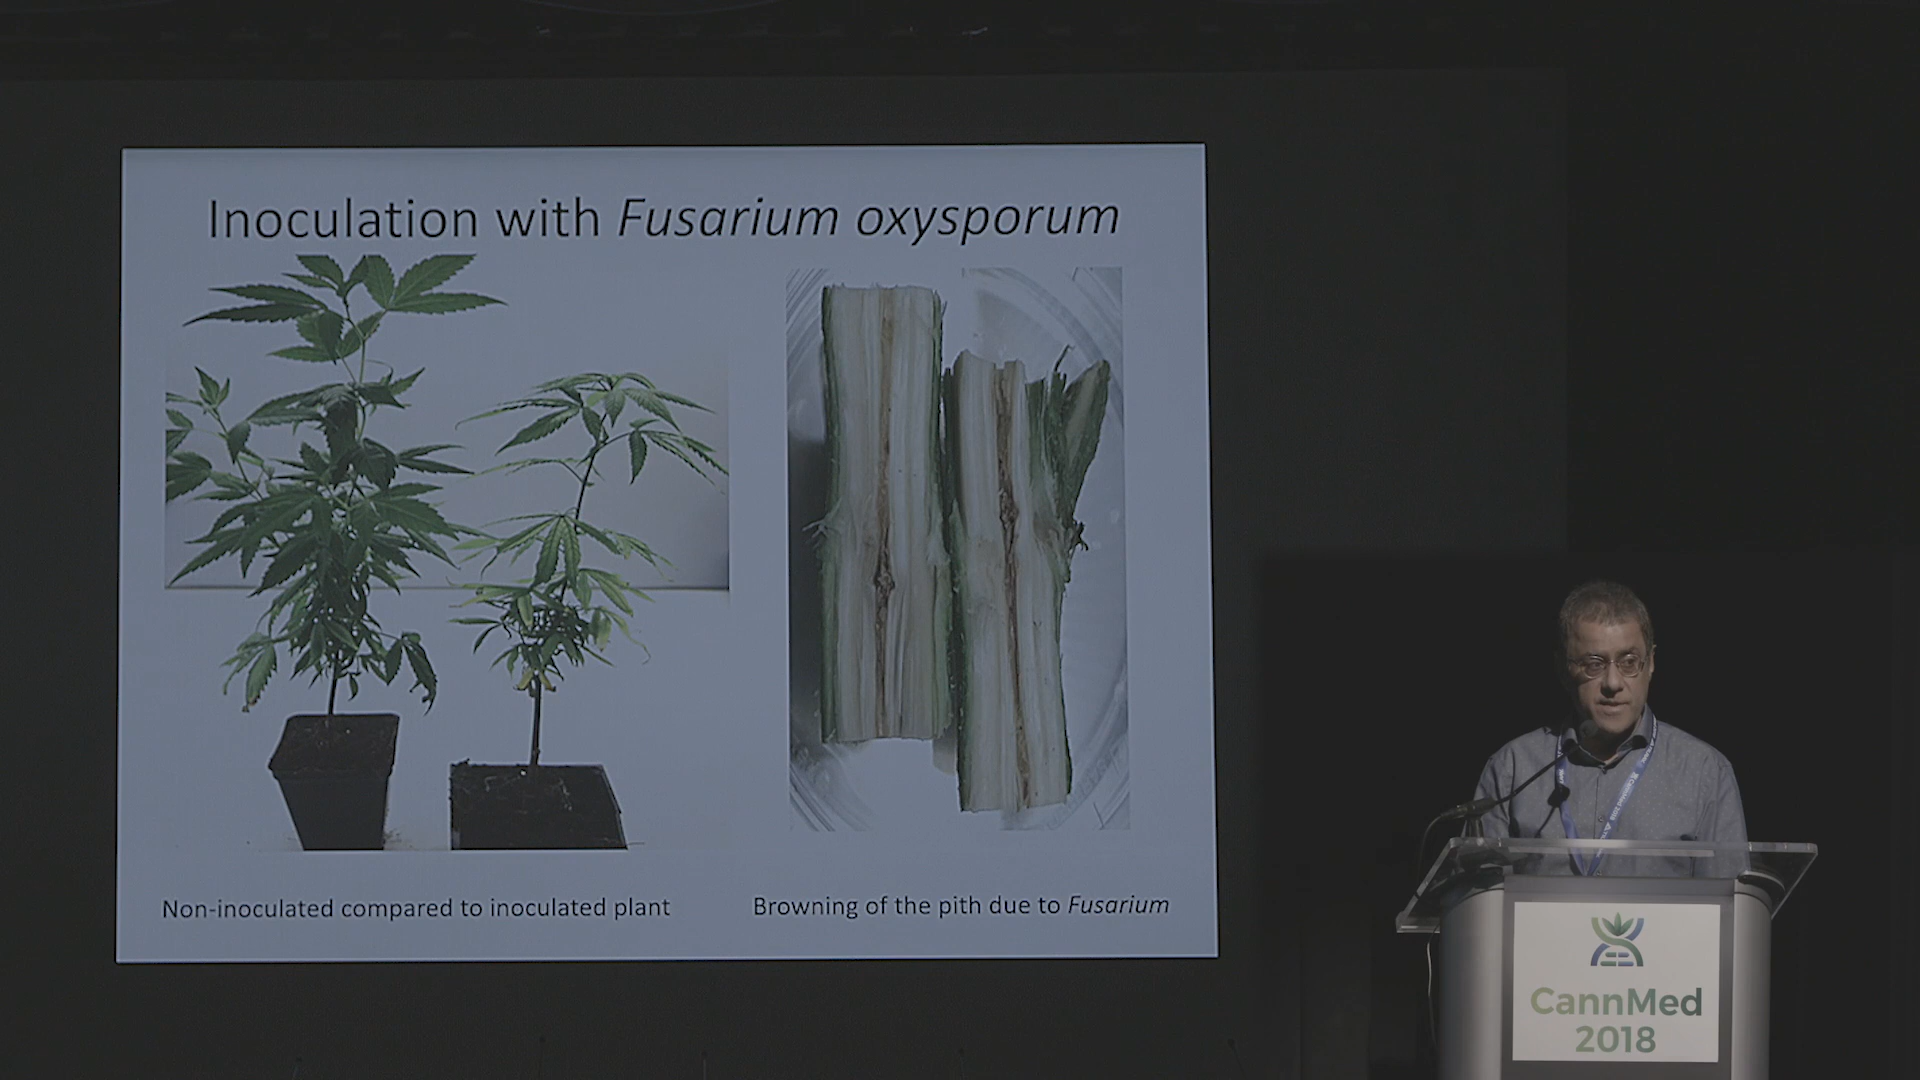 Inoculation with Fusarium oxysporum
Non-inoculated compared to inoculated plant
Browning of the pith due to Fusarium
CannMed
2018